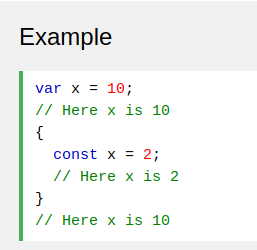 Example
var x = 10;
// Here x is 10
{
  const x = 2;
  // Here x is 2
}
// Here x is 10